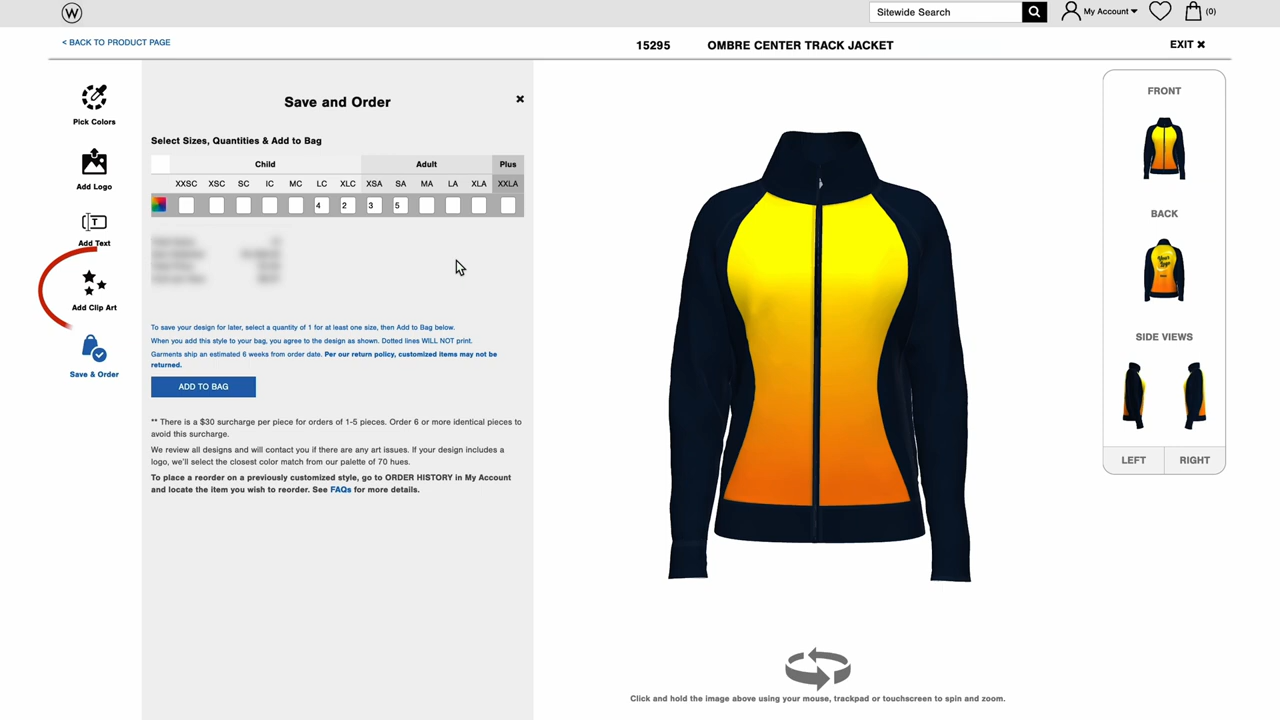 W
Sitewide Search
My Account
(0)
< BACK TO PRODUCT PAGE
15295 OMBRE CENTER TRACK JACKET
EXIT ✖
Pick Colors
Add Logo
Add Text
Add Clip Art
Save & Order
Save and Order
Select Sizes, Quantities & Add to Bag
Child Adult Plus
XXSC XSC SC IC MC LC XLC XSA SA MA LA XLA XXLA
4 2 3 5
To save your design for later, select a quantity of 1 for at least one size, then Add to Bag below.
When you add this style to your bag, you agree to the design as shown. Dotted lines WILL NOT print.
Garments ship an estimated 6 weeks from order date. Per our return policy, customized items may not be
returned.
ADD TO BAG
** There is a $30 surcharge per piece for orders of 1-5 pieces. Order 6 or more identical pieces to
avoid this surcharge.
We review all designs and will contact you if there are any art issues. If your design includes a
logo, we'll select the closest color match from our palette of 70 hues.
To place a reorder on a previously customized style, go to ORDER HISTORY in My Account
and locate the item you wish to reorder. See FAQs for more details.
Click and hold the image above using your mouse, trackpad or touchscreen to spin and zoom.
FRONT
BACK
Your
Logo
SIDE VIEWS
LEFT RIGHT